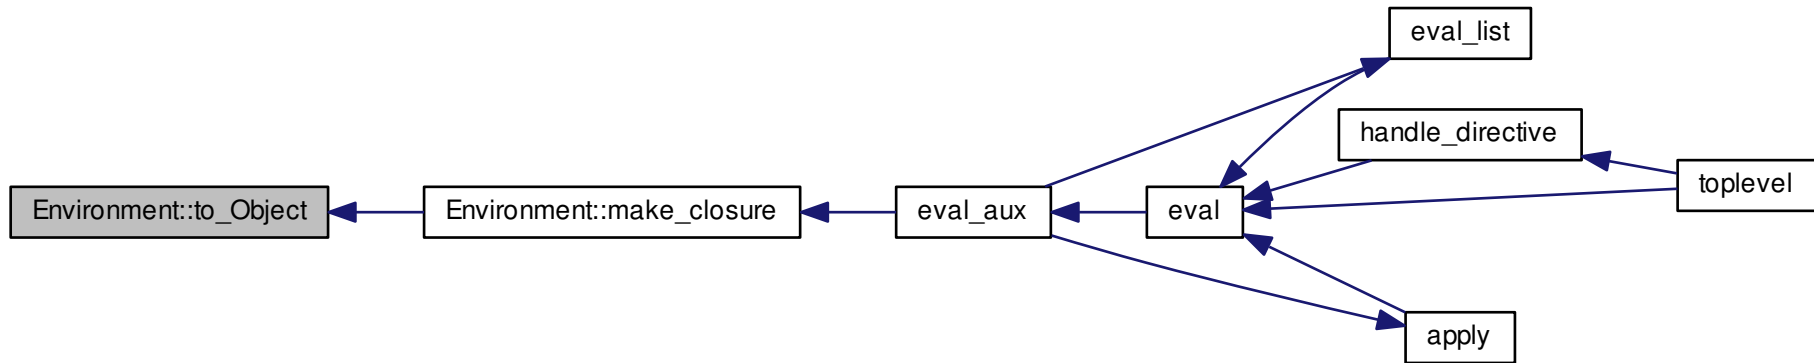 eval_list
handle_directive
toplevel
Environment::to_Object
Environment::make_closure
eval_aux
eval
apply